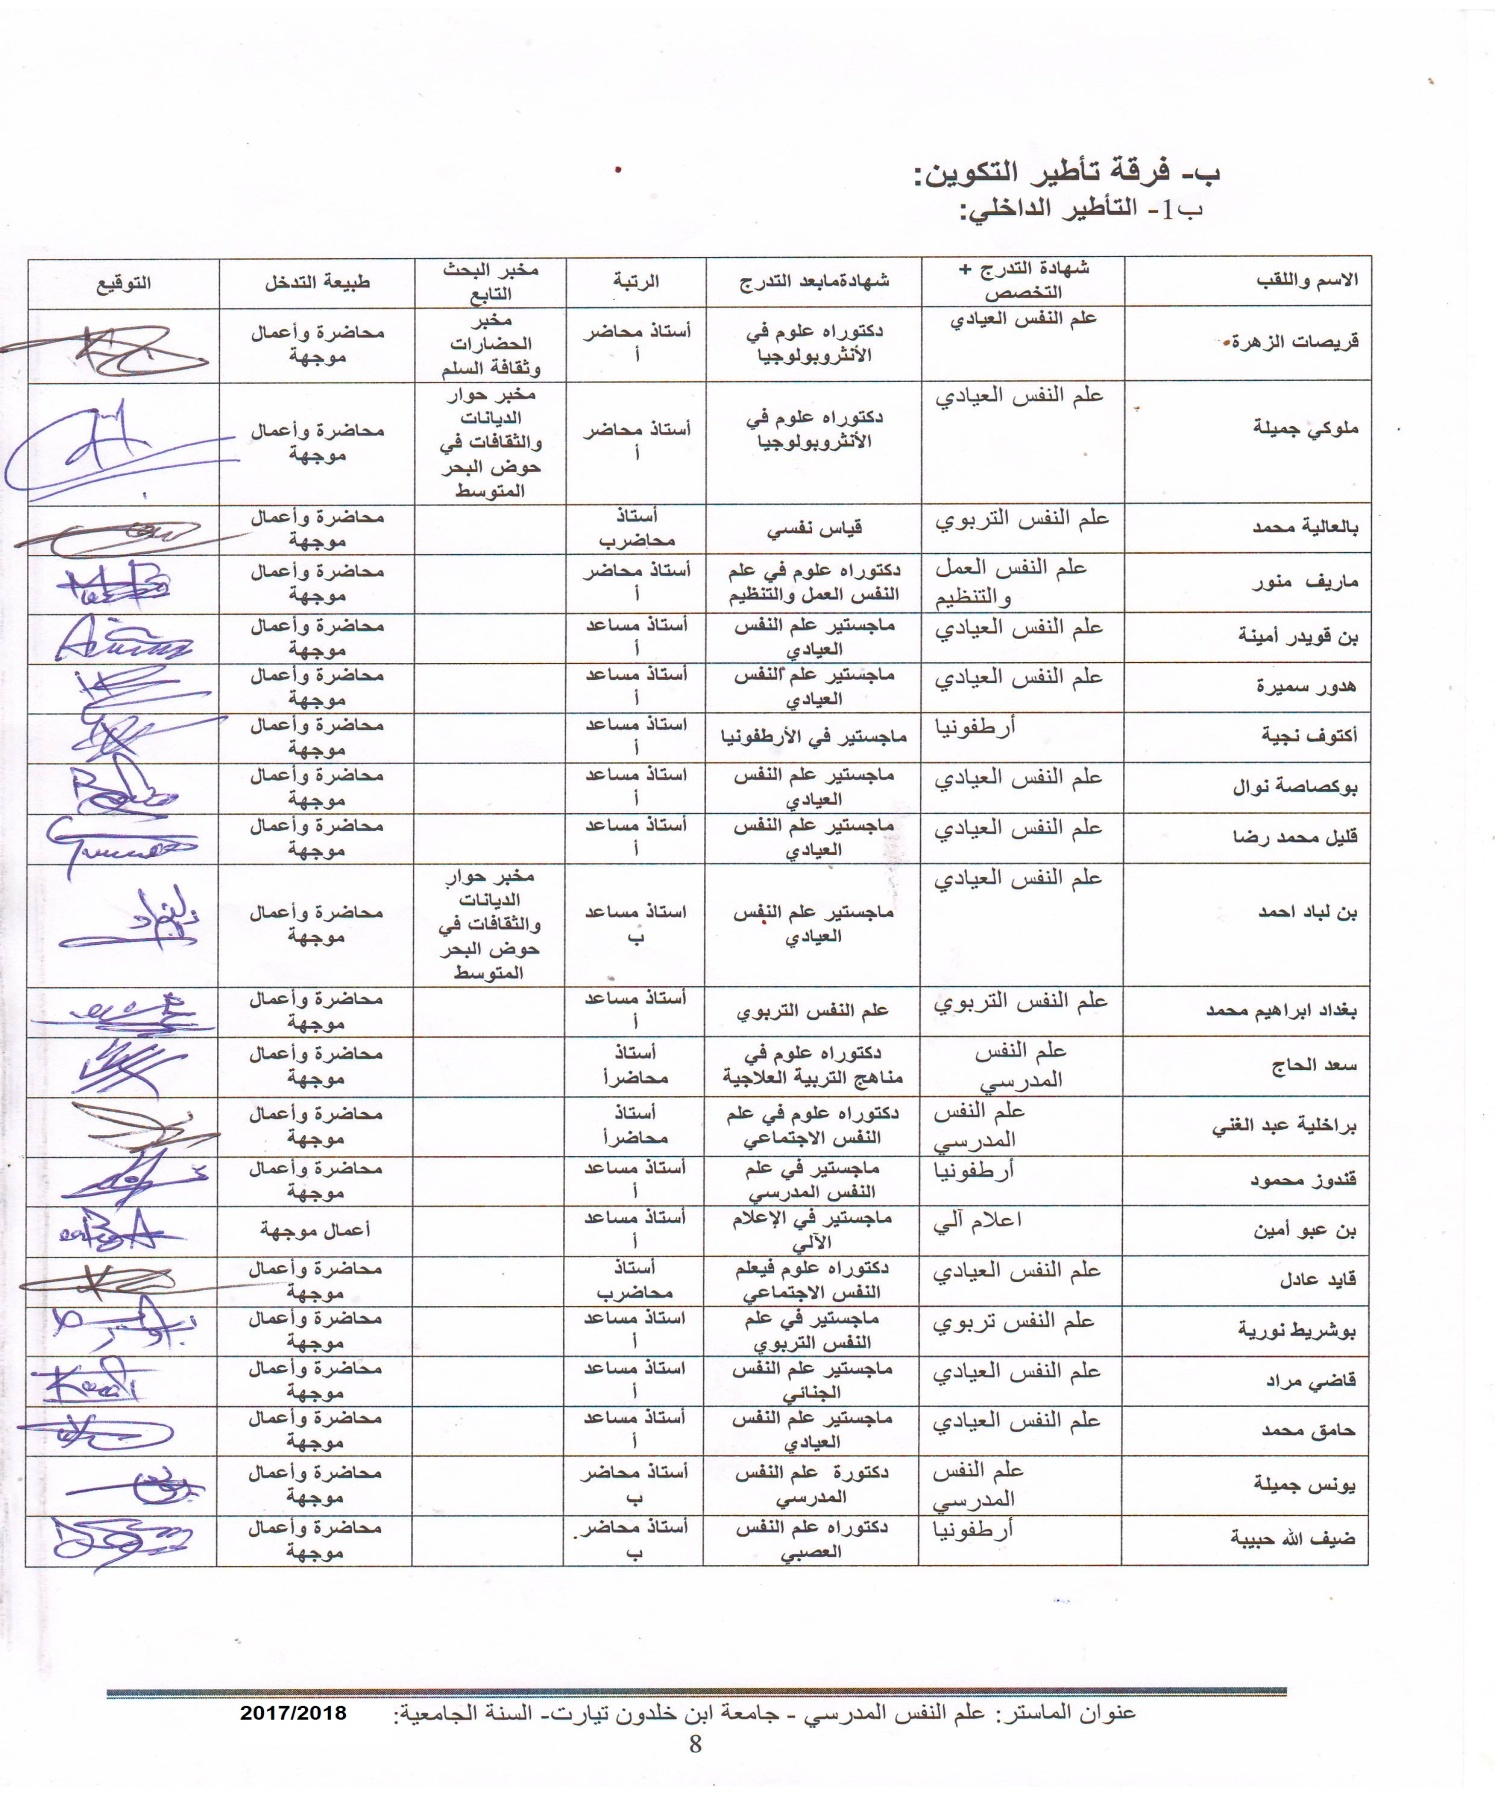 ب- فرقة تأطير التكوين:
ب1- التأطير الداخلي:
الاسم واللقب	شهادة التدرج + التخصص	شهادةمابعد التدرج	الرتبة	مخبر البحث التابع	طبيعة التدخل	التوقيع
قريصات الزهرة	علم النفس العيادي	دكتوراه علوم في الأنثروبولوجيا	أستاذ محاضر أ	مخبر الحضارات وثقافة السلم	محاضرة وأعمال موجهة
ملوكي جميلة	علم النفس العيادي	دكتوراه علوم في الأنثروبولوجيا	أستاذ محاضر أ	مخبر حوار الديانات والثقافات في حوض البحر المتوسط	محاضرة وأعمال موجهة
بالعالية محمد	علم النفس التربوي	قياس نفسي	أستاذ محاضرب		محاضرة وأعمال موجهة
ماريف منور	علم النفس العمل والتنظيم	دكتوراه علوم في علم النفس العمل والتنظيم	أستاذ محاضر أ		محاضرة وأعمال موجهة
بن قويدر أمينة	علم النفس العيادي	ماجستير علم النفس العيادي	أستاذ مساعد أ		محاضرة وأعمال موجهة
هدور سميرة	علم النفس العيادي	ماجستير علم النفس العيادي	أستاذ مساعد أ		محاضرة وأعمال موجهة
أكتوف نجية	أرطفونيا	ماجستير في الأرطفونيا	استاذ مساعد أ		محاضرة وأعمال موجهة
بوكصاصة نوال	علم النفس العيادي	ماجستير علم النفس العيادي	أستاذ مساعد أ		محاضرة وأعمال موجهة
قليل محمد رضا	علم النفس العيادي	ماجستير علم النفس العيادي	أستاذ مساعد أ		محاضرة وأعمال موجهة
بن لباد احمد	علم النفس العيادي	ماجستير علم النفس العيادي	استاذ مساعد ب	مخبر حوار الديانات والثقافات في حوض البحر المتوسط	محاضرة وأعمال موجهة
بغداد ابراهيم محمد	علم النفس التربوي	علم النفس التربوي	أستاذ مساعد أ		محاضرة وأعمال موجهة
سعد الحاج	علم النفس المدرسي	دكتوراه علوم في مناهج التربية العلاجية	أستاذ محاضرأ		محاضرة وأعمال موجهة
براخلية عبد الغني	علم النفس المدرسي	دكتوراه علوم في علم النفس الاجتماعي	أستاذ محاضرأ		محاضرة وأعمال موجهة
قندوز محمود	أرطفونيا	ماجستير في علم النفس المدرسي	أستاذ مساعد أ		محاضرة وأعمال موجهة
بن عبو أمين	اعلام آلي	ماجستير في الإعلام الآلي	أستاذ مساعد أ		أعمال موجهة
قايد عادل	علم النفس العيادي	دكتوراه علوم فيعلم النفس الاجتماعي	أستاذ محاضرب		محاضرة وأعمال موجهة
بوشريط نورية	علم النفس تربوي	ماجستير في علم النفس التربوي	أستاذ مساعد أ		محاضرة وأعمال موجهة
قاضي مراد	علم النفس العيادي	ماجستير علم النفس الجنائي	استاذ مساعد أ		محاضرة وأعمال موجهة
حامق محمد	علم النفس العيادي	ماجستير علم النفس العيادي	أستاذ مساعد أ		محاضرة وأعمال موجهة
يونس جميلة	علم النفس المدرسي	دكتورة علم النفس المدرسي	أستاذ محاضر ب		محاضرة وأعمال موجهة
ضيف الله حبيبة	أرطفونيا	دكتوراه علم النفس العصبي	أستاذ محاضر ب		محاضرة وأعمال موجهة
عنوان الماستر: علم النفس المدرسي - جامعة ابن خلدون تيارت- السنة الجامعية: 2017/2018
8